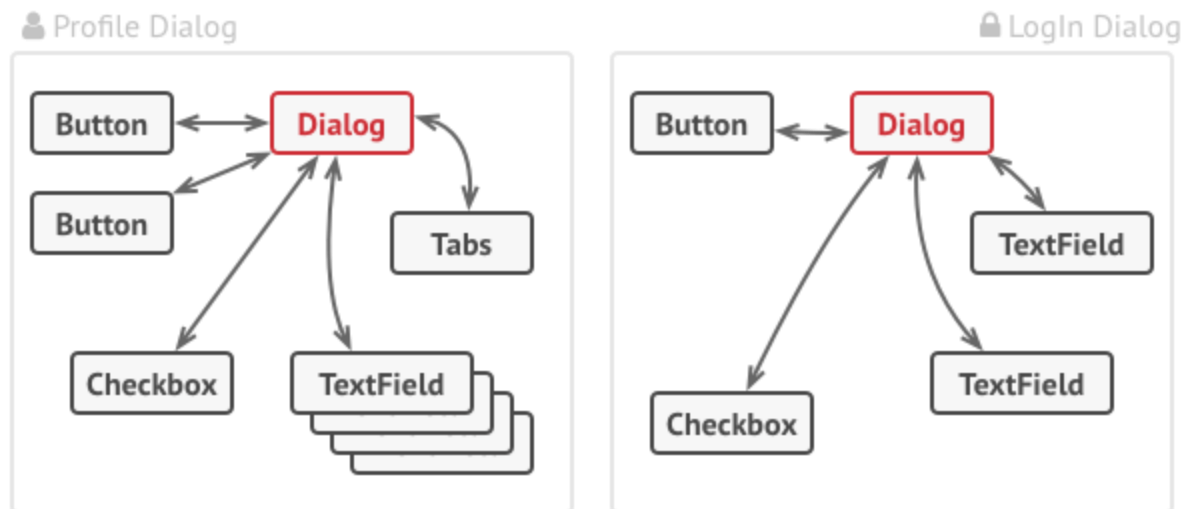 Profile Dialog
Button
Dialog
Button
Tabs
Checkbox
TextField
LogIn Dialog
Button
Dialog
TextField
TextField
Checkbox